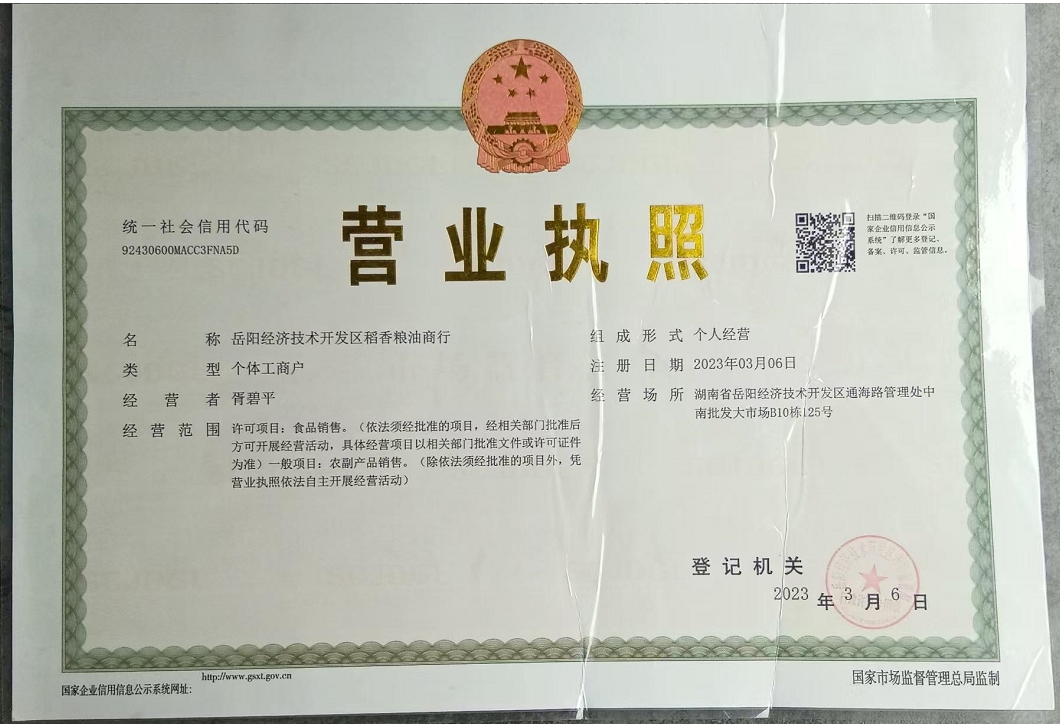 营业执照
统一社会信用代码
92430600MACC3FNA5D
扫描二维码登录“国
家企业信用信息公示
系统”了解更多登记、
备案、许可、监管信息。
名称 岳阳经济技术开发区稻香粮油商行
类型 个体工商户
经营者 胥碧平
经营范围 许可项目：食品销售。（依法须经批准的项目，经相关部门批准后
方可开展经营活动，具体经营项目以相关部门批准文件或许可证件
为准）一般项目：农副产品销售。（除依法须经批准的项目外，凭
营业执照依法自主开展经营活动）
组成形式 个人经营
注册日期 2023年03月06日
经营场所 湖南省岳阳经济技术开发区通海路管理处中
南批发大市场B10栋125号
登记机关
2023年3月6日
http://www.gsxt.gov.cn
国家企业信用信息公示系统网址:
国家市场监督管理总局监制